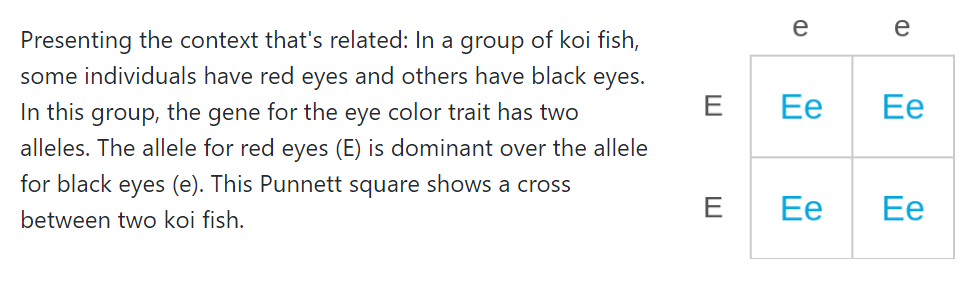 Presenting the context that's related: In a group of koi fish,
some individuals have red eyes and others have black eyes.
In this group, the gene for the eye color trait has two
alleles. The allele for red eyes (E) is dominant over the allele
for black eyes (e). This Punnett square shows a cross
between two koi fish.
e e
E Ee Ee
E Ee Ee